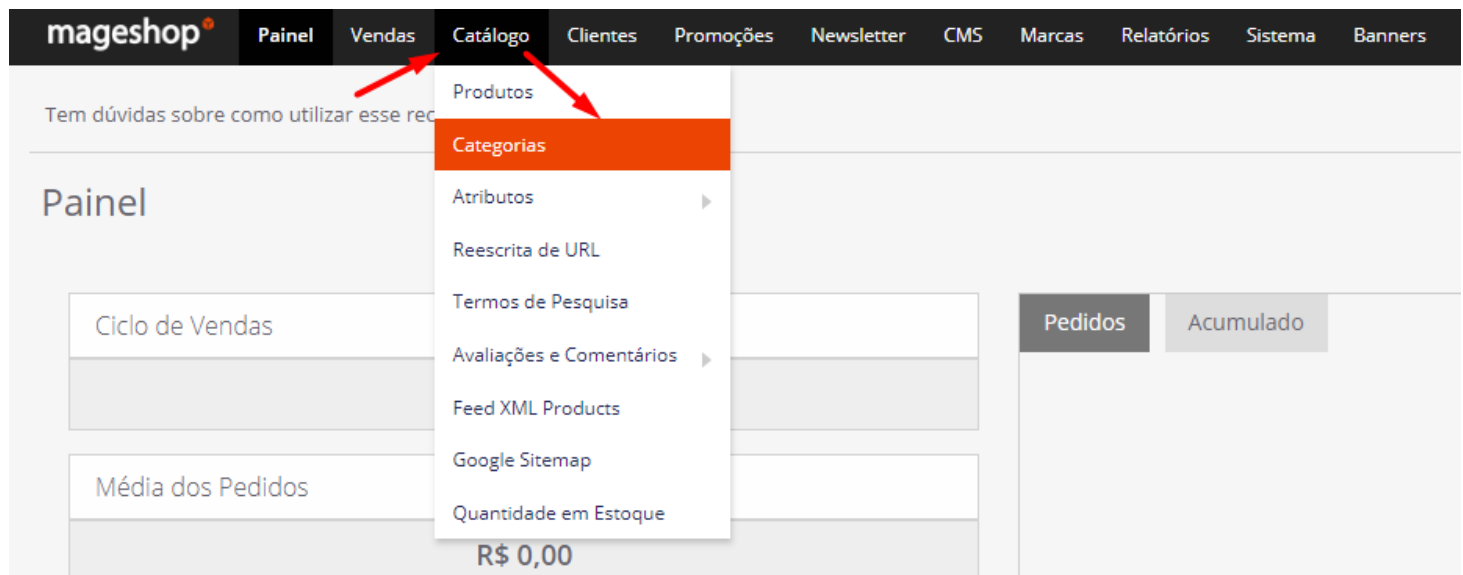 mageshop Painel Vendas Catálogo Clientes Promoções Newsletter CMS Marcas Relatórios Sistema Banners
Tem dúvidas sobre como utilizar esse rec
Produtos
Categorias
Atributos
Reescrita de URL
Termos de Pesquisa
Avaliações e Comentários
Feed XML Products
Google Sitemap
Quantidade em Estoque
Painel
Ciclo de Vendas
Média dos Pedidos
R$ 0,00
Pedidos Acumulado